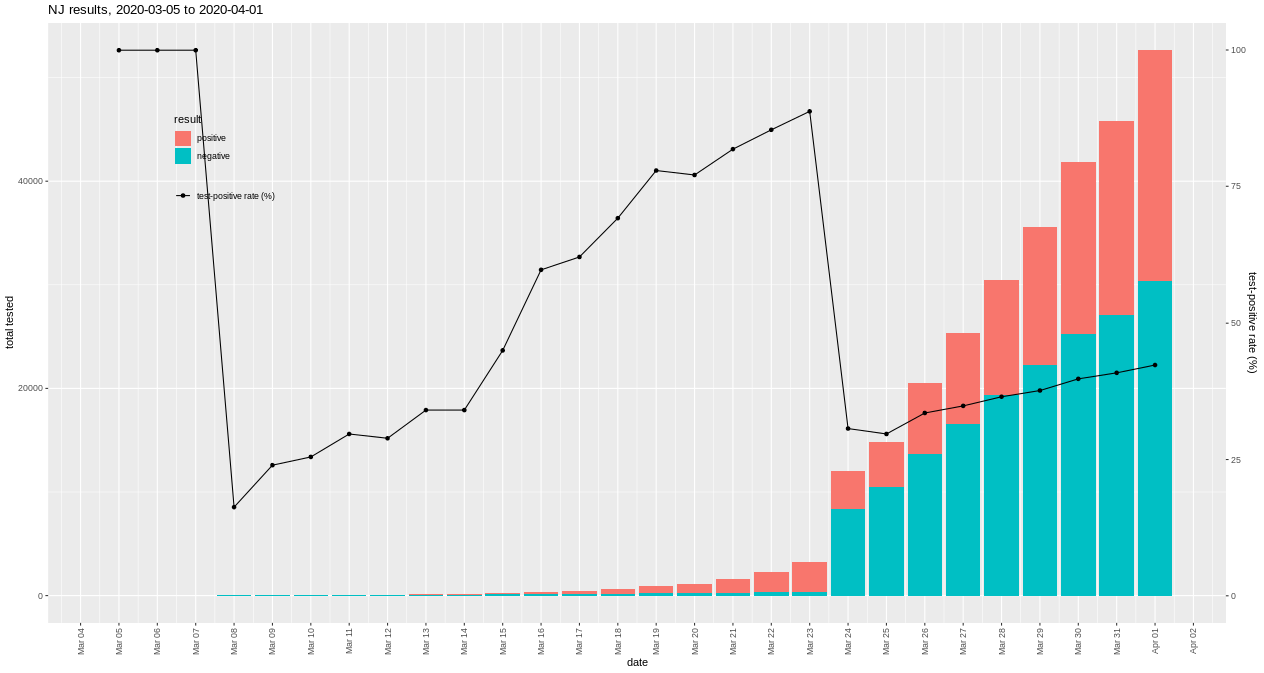 NJ results, 2020-03-05 to 2020-04-01
total tested
40000
20000
0
result
positive
negative
test-positive rate (%)
100
75
50
25
0
test-positive rate (%)
Mar 04
Mar 05
Mar 06
Mar 07
Mar 08
Mar 09
Mar 10
Mar 11
Mar 12
Mar 13
Mar 14
Mar 15
Mar 16
Mar 17
Mar 18
Mar 19
Mar 20
Mar 21
Mar 22
Mar 23
Mar 24
Mar 25
Mar 26
Mar 27
Mar 28
Mar 29
Mar 30
Mar 31
Apr 01
Apr 02
date